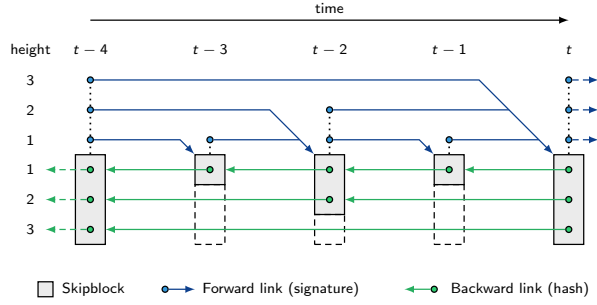 time
height t − 4 t − 3 t − 2 t − 1 t
3
2
1
1
2
3
Skipblock Forward link (signature) Backward link (hash)